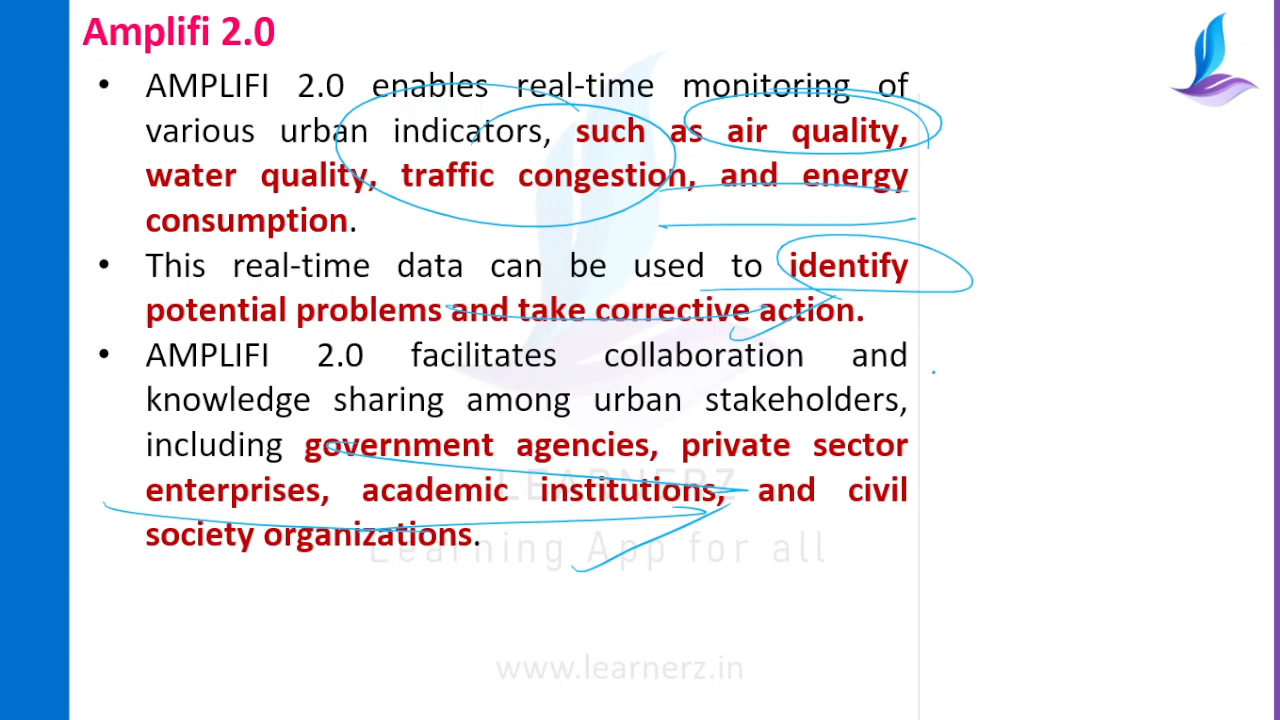 Amplifi 2.0
• AMPLIFI 2.0 enables real-time monitoring of
various urban indicators, such as air quality,
water quality, traffic congestion, and energy
consumption.
• This real-time data can be used to identify
potential problems and take corrective action.
• AMPLIFI 2.0 facilitates collaboration and
knowledge sharing among urban stakeholders,
including government agencies, private sector
enterprises, academic institutions, and civil
society organizations.
LEARNERZ
Learning App for all
www.learnerz.in